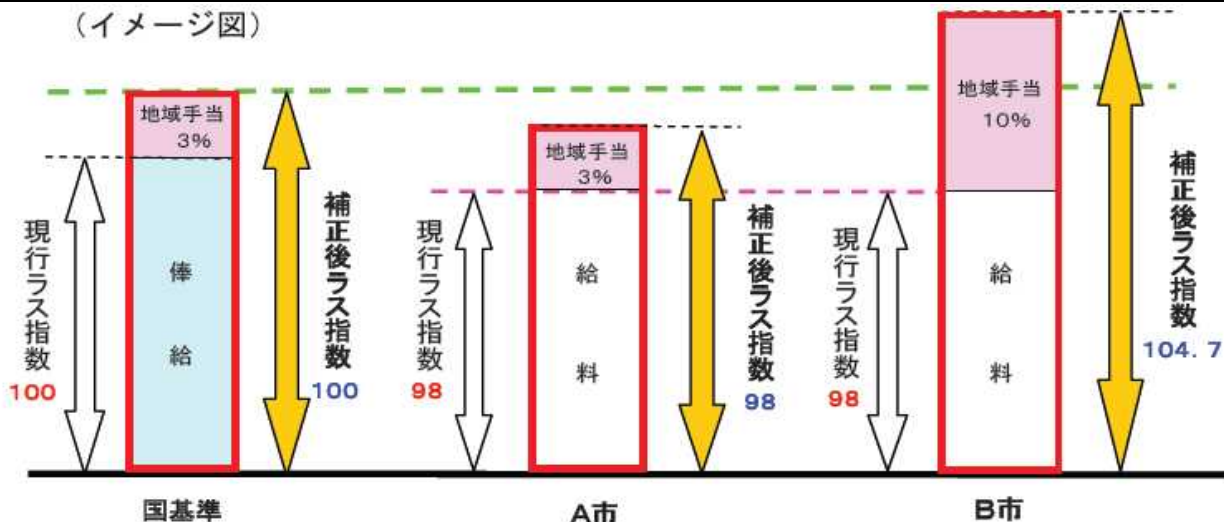 （イメージ図）
地域手当
3%
俸
給
現行ラス指数
100
補正後ラス指数
100
国基準
地域手当
3%
給
料
現行ラス指数
98
補正後ラス指数
98
A市
地域手当
10%
給
料
現行ラス指数
98
補正後ラス指数
104.7
B市